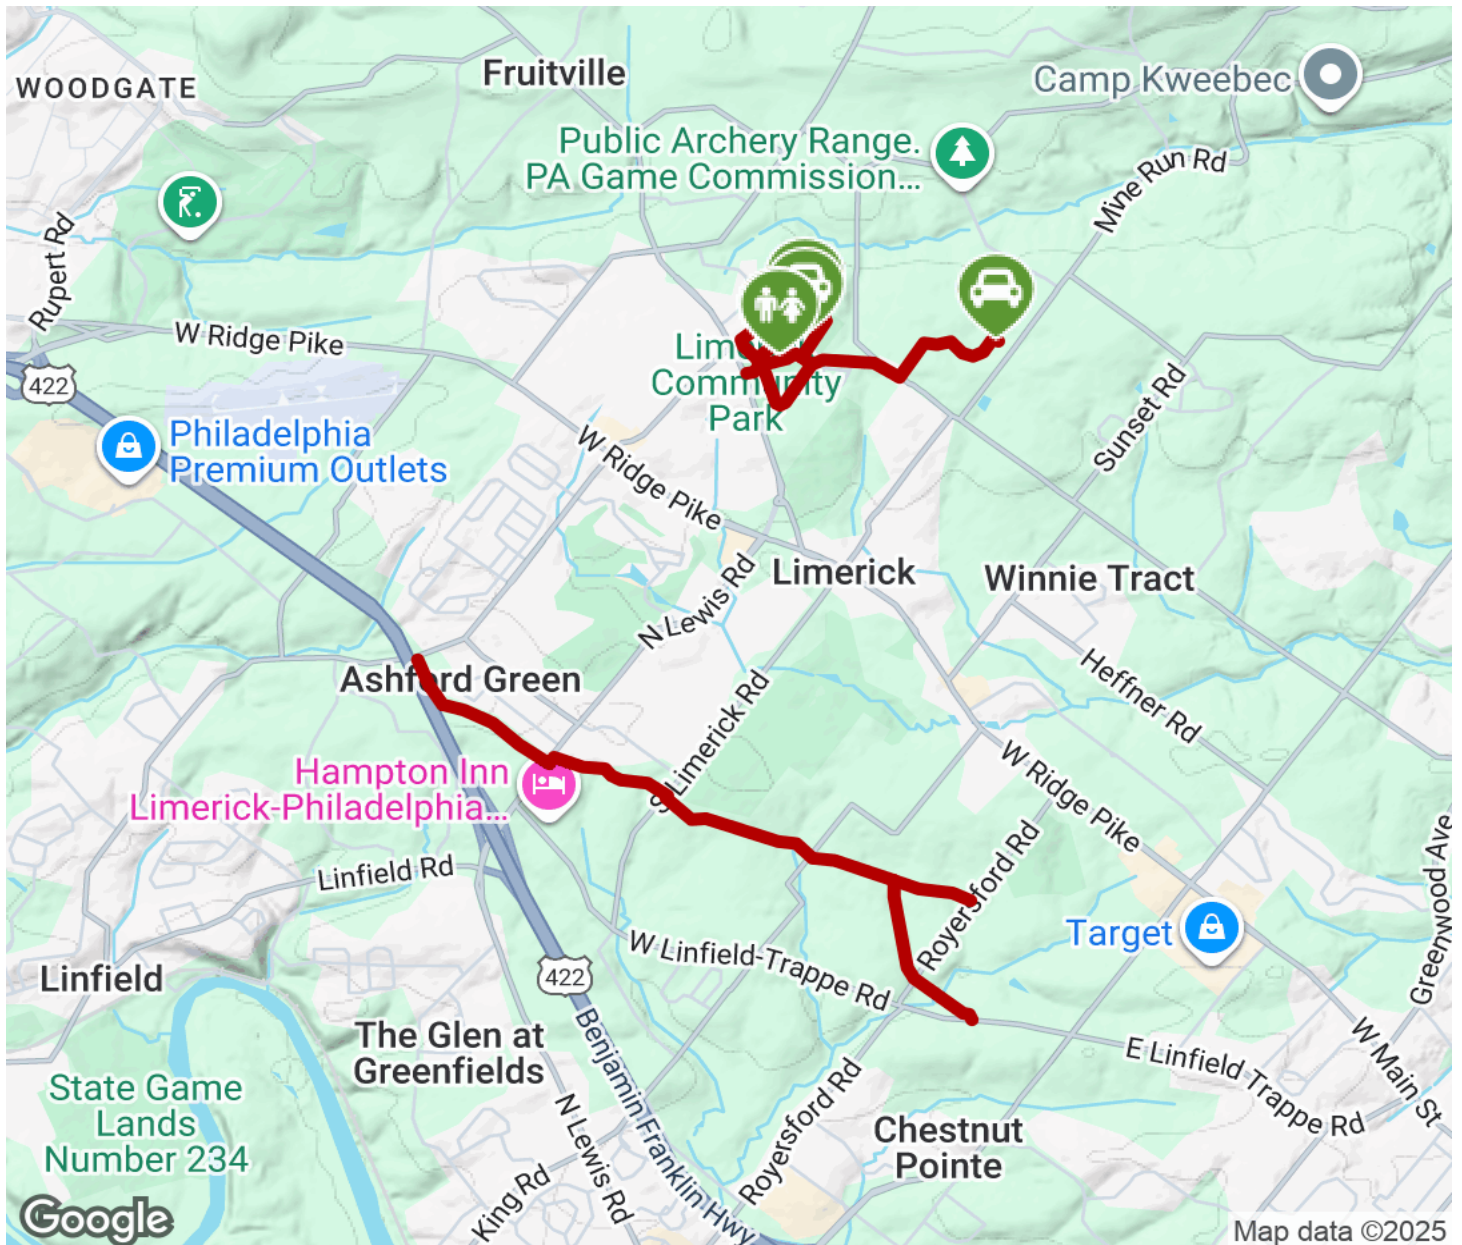 Fruitville
WOODGATE
Camp Kweebec
Public Archery Range.
PA Game Commission...
Mine Run Rd
Rupert Rd
W Ridge Pike
422
Community
Park
Sunset Rd
Philadelphia
Premium Outlets
W Ridge Pike
N Lewis Rd
Limerick
Winnie Tract
Ashford Green
Heffner Rd
S Limerick Rd
Hampton Inn
Limerick-Philadelphia...
W Ridge Pike
Linfield Rd
Royersford Rd
Greenwood Ave
Target
W Linfield-Trappe Rd
Linfield
422
The Glen at
Greenfields
Benjamin Franklin Hwy
W Main St
E Linfield Trappe Rd
State Game
Lands
Number 234
N Lewis Rd
Royersford Rd
Chestnut
Pointe
King Rd
Google
Map data ©2025